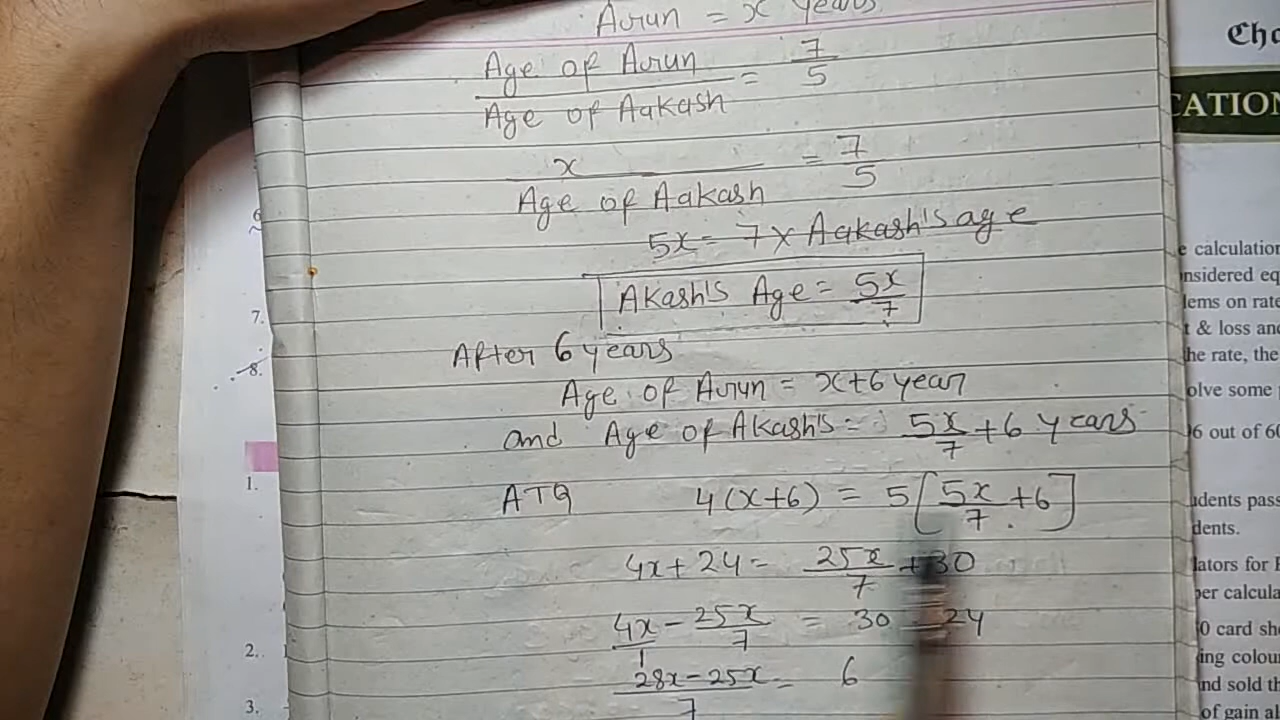 Arun = x years
Age of Arun / Age of Aakash = 7/5
x / Age of Aakash = 7/5
5x = 7 x Aakash's age
Akash's Age = 5x/7
After 6 years
Age of Arun = x+6 year
and Age of Akash's = 5x/7 + 6 years
ATQ 4(x+6) = 5[5x/7 + 6]
4x + 24 = 25x/7 + 30
4x/1 - 25x/7 = 30 24
28x - 25x / 7 = 6
6
7.
8.
1.
2.
3.
Cho
CATION
e calculation
nsidered eq
lems on rate
t & loss and
he rate, the
olve some
96 out of 60
udents pass
dents.
lators for
per calcula
0 card sh
ing colou
nd sold th
of gain al